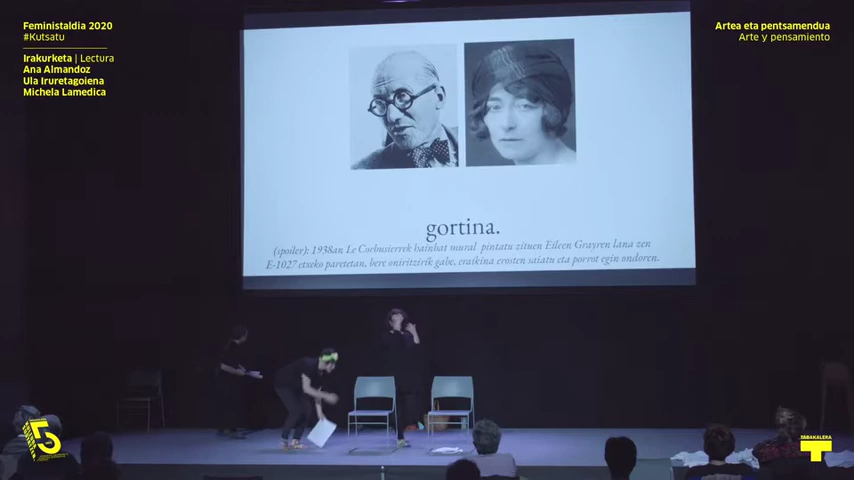 Feministaldia 2020
#Kutsatu
Irakurketa | Lectura
Ana Almandoz
Ula Iruretagoiena
Michela Lamedica
Artea eta pentsamendua
Arte y pensamiento
gortina.
(spoiler): 1938an Le Corbusierrek hainbat mural pintatu zituen Eileen Grayren lana zen
E-1027 etxeko paretetan, bere oniritzirik gabe, eraikina erosten saiatu eta porrot egin ondoren.
TABAKALERA